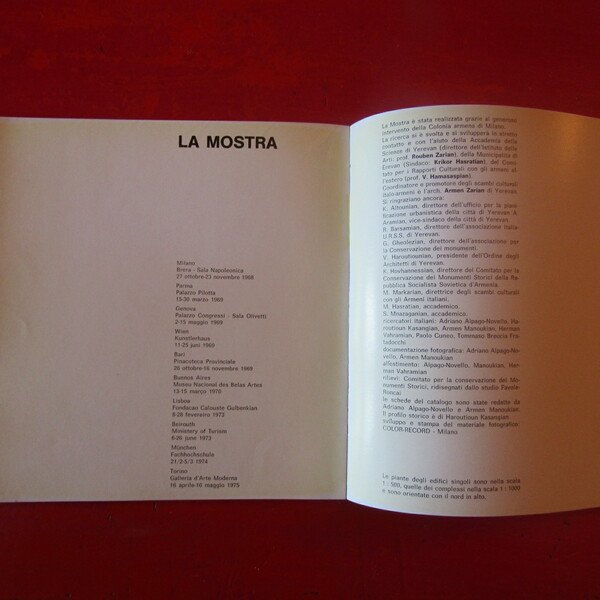 LA MOSTRA
Milano
Brera - Sala Napoleonica
27 ottobre-23 novembre 1968
Parma
Palazzo Pilotta
15-30 marzo 1969
Genova
Palazzo Congressi - Sala Olivetti
2-15 maggio 1969
Wien
Kunstlerhaus
11-25 juni 1969
Bari
Pinacoteca Provinciale
26 ottobre-16 novembre 1969
Buenos Aires
Museu Nacional des Belas Artes
13-15 março 1970
Lisboa
Fondacao Calouste Gulbenkian
8-28 fevereiro 1973
Beirouth
Ministery of Turism
6-26 june 1973
München
Fachhochschule
21/2-5/3 1974
Torino
Galleria d'Arte Moderna
16 aprile-16 maggio 1975
La Mostra è stata realizzata grazie al generoso
intervento della Colonia armena di Milano.
La ricerca si è svolta e si svilupperà in stretto
contatto e con l'aiuto della Accademia delle
Scienze di Yerevan (direttore dell'Istituto delle
Arti: prof. Rouben Zarian), della Municipalità di
Erevan (Sindaco: Krikor Hasratian), del Comi-
tato per i Rapporti Culturali con gli armeni al-
l'estero (prof. V. Hamasaspian).
Coordinatore e promotore degli scambi culturali
italo-armeni e l'arch. Armen Zarian di Yerevan.
Si ringraziano ancora:
K. Altounian, direttore dell'ufficio per la piani-
ficazione urbanistica della città di Yerevan A.
Aramian, vice-sindaco della città di Yerevan.
R. Barsamian, direttore dell'associazione Italia-
U.R.S.S. di Yerevan.
G. Gheolezian, direttore dell'associazione per
la Conservazione dei monumenti.
V. Haroutiounian, presidente dell'Ordine degli
Architetti di Yerevan.
K. Hovhannessian, direttore del Comitato per la
Conservazione dei Monumenti Storici della Re-
pubblica Socialista Sovietica d'Armenia.
M. Markarian, direttrice degli scambi culturali
con gli Armeni italiani.
M. Hasratian, accademico.
S. Mnazaganian, accademico.
ricercatori italiani: Adriano Alpago-Novello, Ha-
routioun Kasangian, Armen Manoukian, Herman
Vahramian, Paolo Cuneo, Tommaso Breccia Fra-
tadocchi
documentazione fotografica: Adriano Alpago-No-
vello, Armen Manoukian
allestimento: Alpago-Novello, Manoukian, Her-
man Vahramian
rilievi: Comitato per la conservazione dei Mo-
numenti Storici, ridisegnati dallo studio Favole-
Roncai
le schede del catalogo sono state redatte da
Adriano Alpago-Novello e Armen Manoukian.
Il profilo storico è di Haroutioun Kasangian
sviluppo e stampa del materiale fotografico:
COLOR-RECORD - Milano
Le piante degli edifici singoli sono nella scala
1 : 500, quelle dei complessi nella scala 1 : 1000
e sono orientate con il nord in alto.